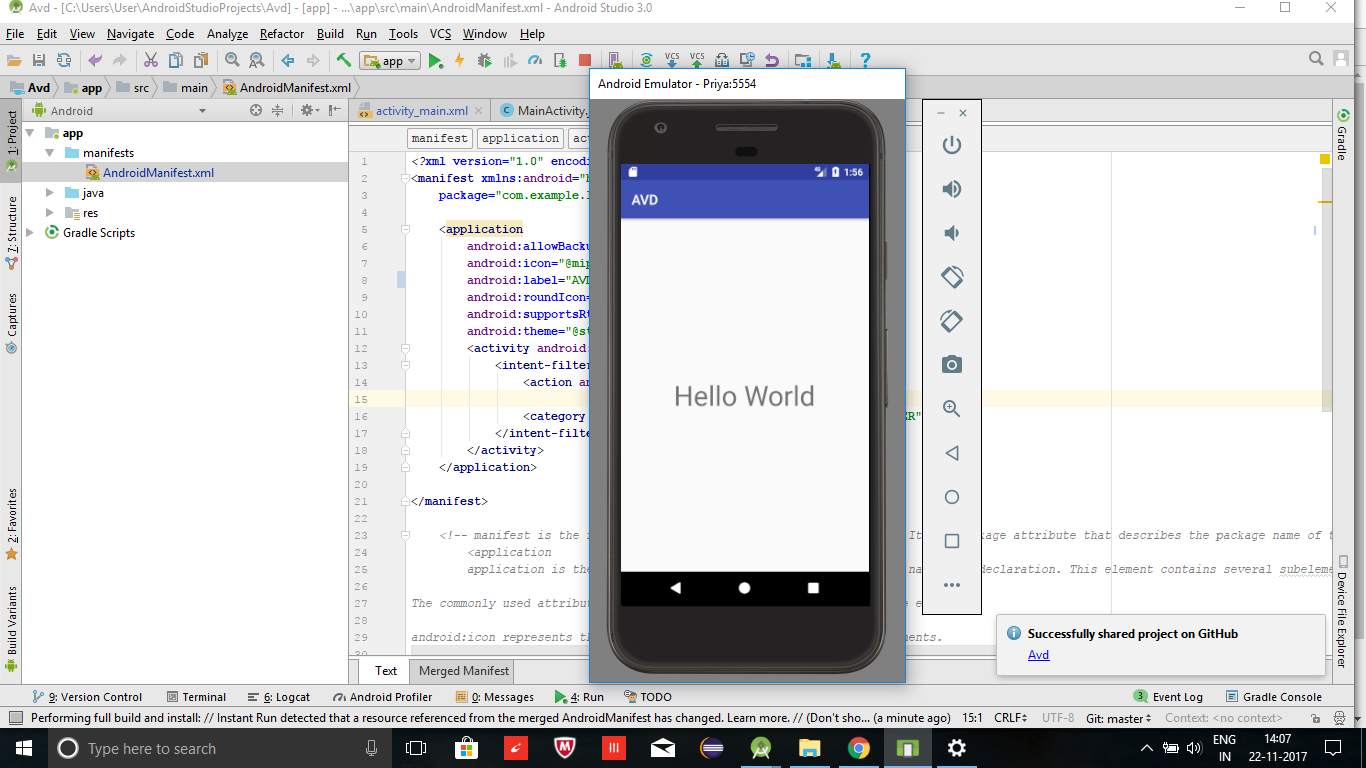 Avd - [C:\Users\User\AndroidStudioProjects\Avd] - [app] - ...\app\src\main\AndroidManifest.xml - Android Studio 3.0
File Edit View Navigate Code Analyze Refactor Build Run Tools VCS Window Help
app
VCS VCS
Avd app src main AndroidManifest.xml
Android
activity_main.xml
MainActivity.
1: Project
7: Structure
Captures
2: Favorites
Build Variants
app
manifests
AndroidManifest.xml
java
res
Gradle Scripts
manifest application
1 <?xml version="1.0"
2 <manifest xmlns:android="
3 package="com.example.
4
5 <application
6 android:allowBack
7 android:icon="@mip
8 android:label="AV
9 android:roundIcon=
10 android:supportsR
11 android:theme="@st
12 <activity android:
13 <intent-filter
14 <action an
15
16 <category ER"
17 </intent-filte
18 </activity>
19 </application>
20
21 </manifest>
22
23 <!-- manifest is the It attribute that describes the package name of
24 <application
25 application is the declaration. This element contains several subeleme
26
27 The commonly used attribut e
28
29 android:icon represents th nents.
30
Text Merged Manifest
Android Emulator - Priya:5554
1:56
AVD
Hello World
Gradle
Device File Explorer
Successfully shared project on GitHub
Avd
9: Version Control Terminal 6: Logcat Android Profiler 0: Messages 4: Run TODO 3 Event Log Gradle Console
Performing full build and install: // Instant Run detected that a resource referenced from the merged AndroidManifest has changed. Learn more. // (Don't sho... (a minute ago) 15:1 CRLF UTF-8 Git: master Context: <no context>
Type here to search
ENG
IN
14:07
22-11-2017